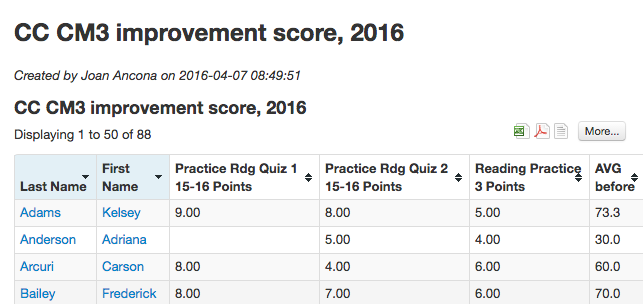 CC CM3 improvement score, 2016
Created by Joan Ancona on 2016-04-07 08:49:51
CC CM3 improvement score, 2016
Displaying 1 to 50 of 88
More...
Last Name First Name Practice Rdg Quiz 1 15-16 Points Practice Rdg Quiz 2 15-16 Points Reading Practice 3 Points AVG before
Adams Kelsey 9.00 8.00 5.00 73.3
Anderson Adriana 5.00 4.00 30.0
Arcuri Carson 8.00 4.00 6.00 60.0
Bailey Frederick 8.00 7.00 6.00 70.0